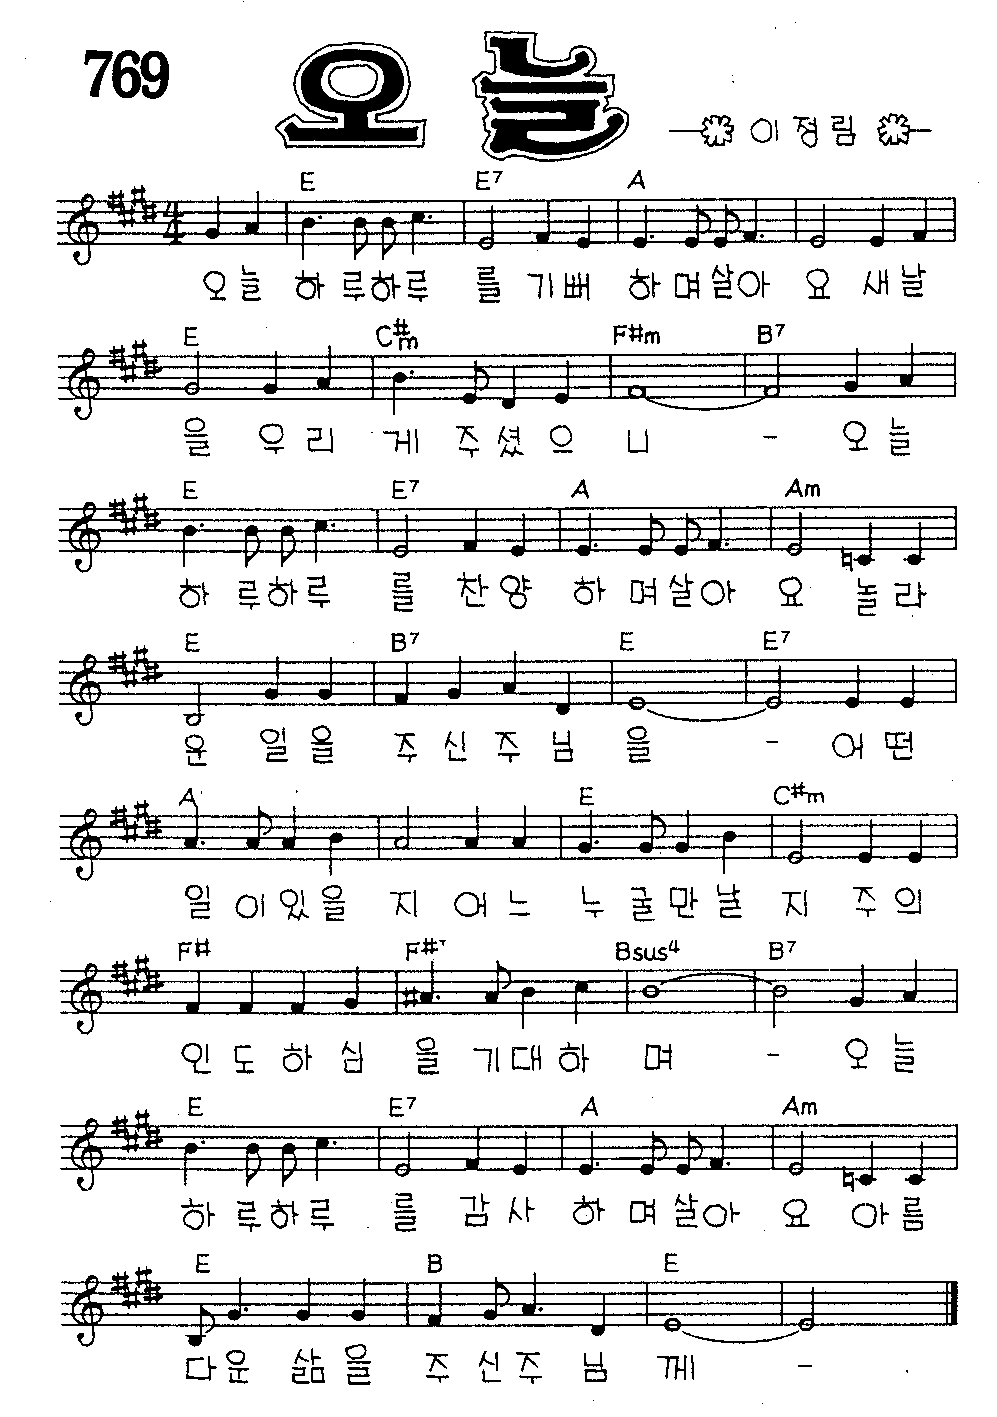 769
오늘
이정림
E E7 A
4/4
오늘 하루하루 를 기뻐 하며살아 요 새날
E C#m F#m B7
을 우리 게 주셨으 니 - 오늘
E E7 A Am
하루하루 를 찬양 하며살아 요 놀라
E B7 E E7
운 일을 주신주님 을 - 어떤
A E C#m
일이있을 지 어느 누굴만날 지 주의
F# F#7 Bsus4 B7
인도하심 을 기대하 며 - 오늘
E E7 A Am
하루하루 를 감사 하며살아 요 아름
E B E
다운 삶을 주신주님 께 -